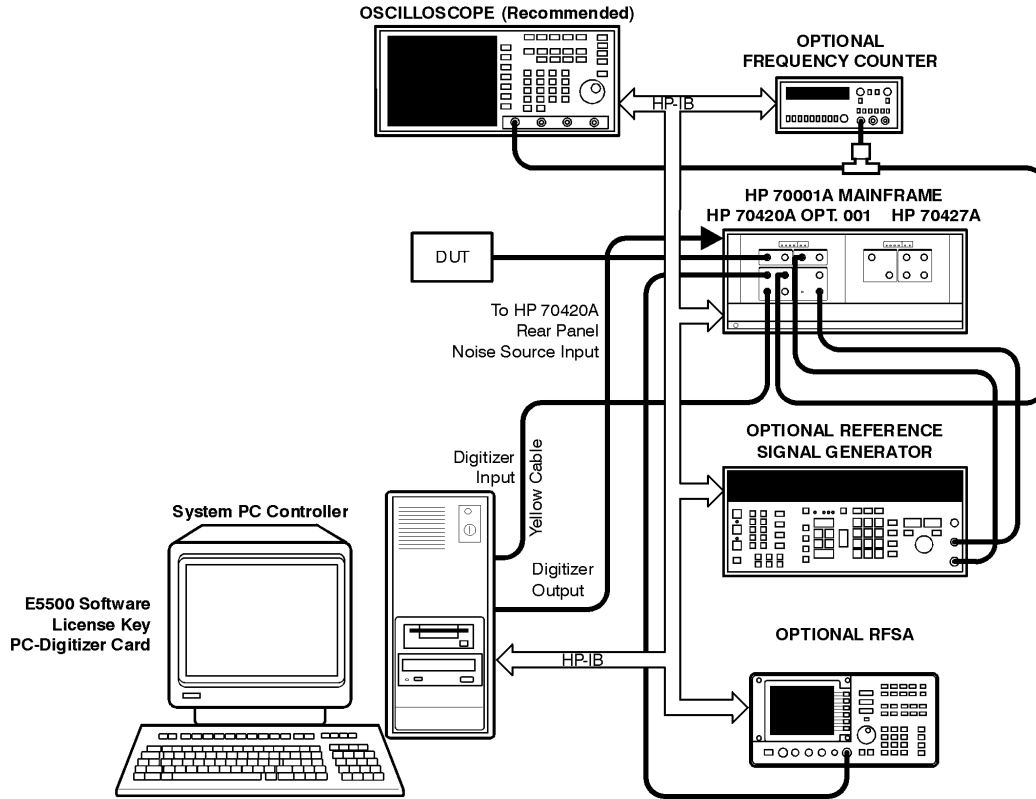 OSCILLOSCOPE (Recommended)
OPTIONAL
FREQUENCY COUNTER
HP-IB
HP 70001A MAINFRAME
HP 70420A OPT. 001 HP 70427A
DUT
To HP 70420A
Rear Panel
Noise Source Input
OPTIONAL REFERENCE
SIGNAL GENERATOR
Digitizer
Input
Yellow Cable
System PC Controller
Digitizer
Output
E5500 Software
License Key
PC-Digitizer Card
HP-IB
OPTIONAL RFSA